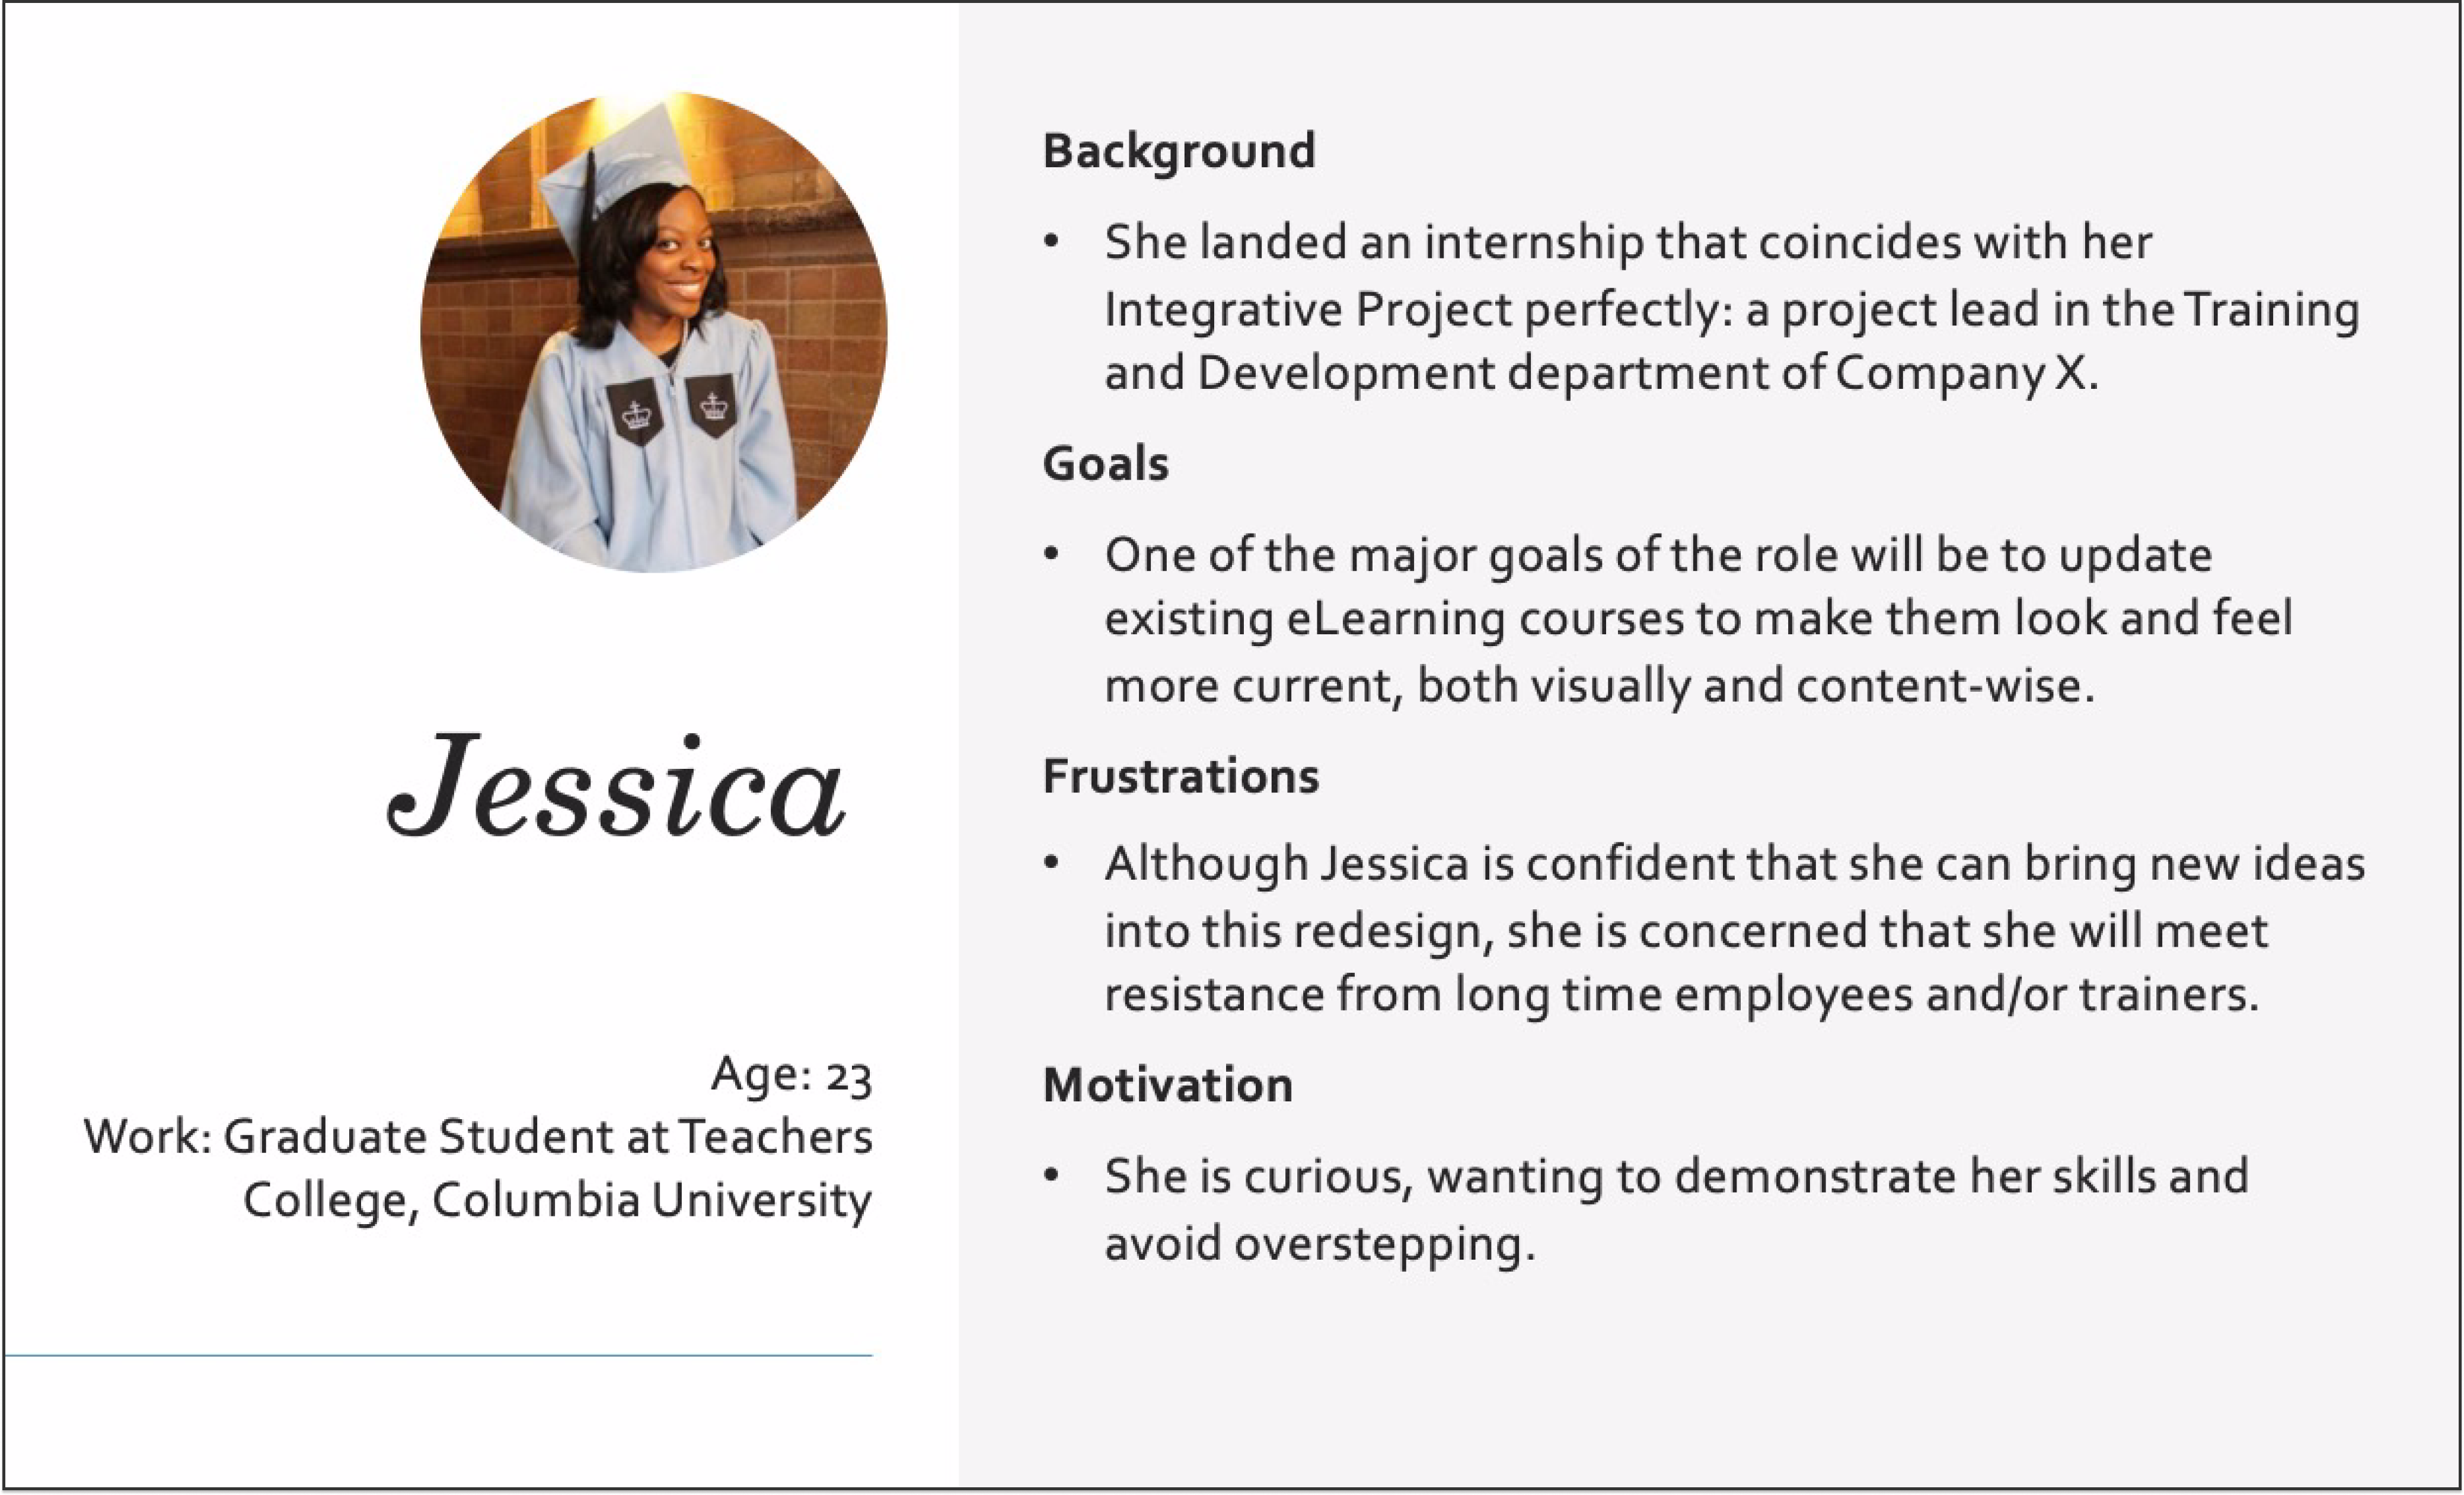 Jessica
Age: 23
Work: Graduate Student at Teachers
College, Columbia University
Background
• She landed an internship that coincides with her
Integrative Project perfectly: a project lead in the Training
and Development department of Company X.
Goals
• One of the major goals of the role will be to update
existing eLearning courses to make them look and feel
more current, both visually and content-wise.
Frustrations
• Although Jessica is confident that she can bring new ideas
into this redesign, she is concerned that she will meet
resistance from long time employees and/or trainers.
Motivation
• She is curious, wanting to demonstrate her skills and
avoid overstepping.